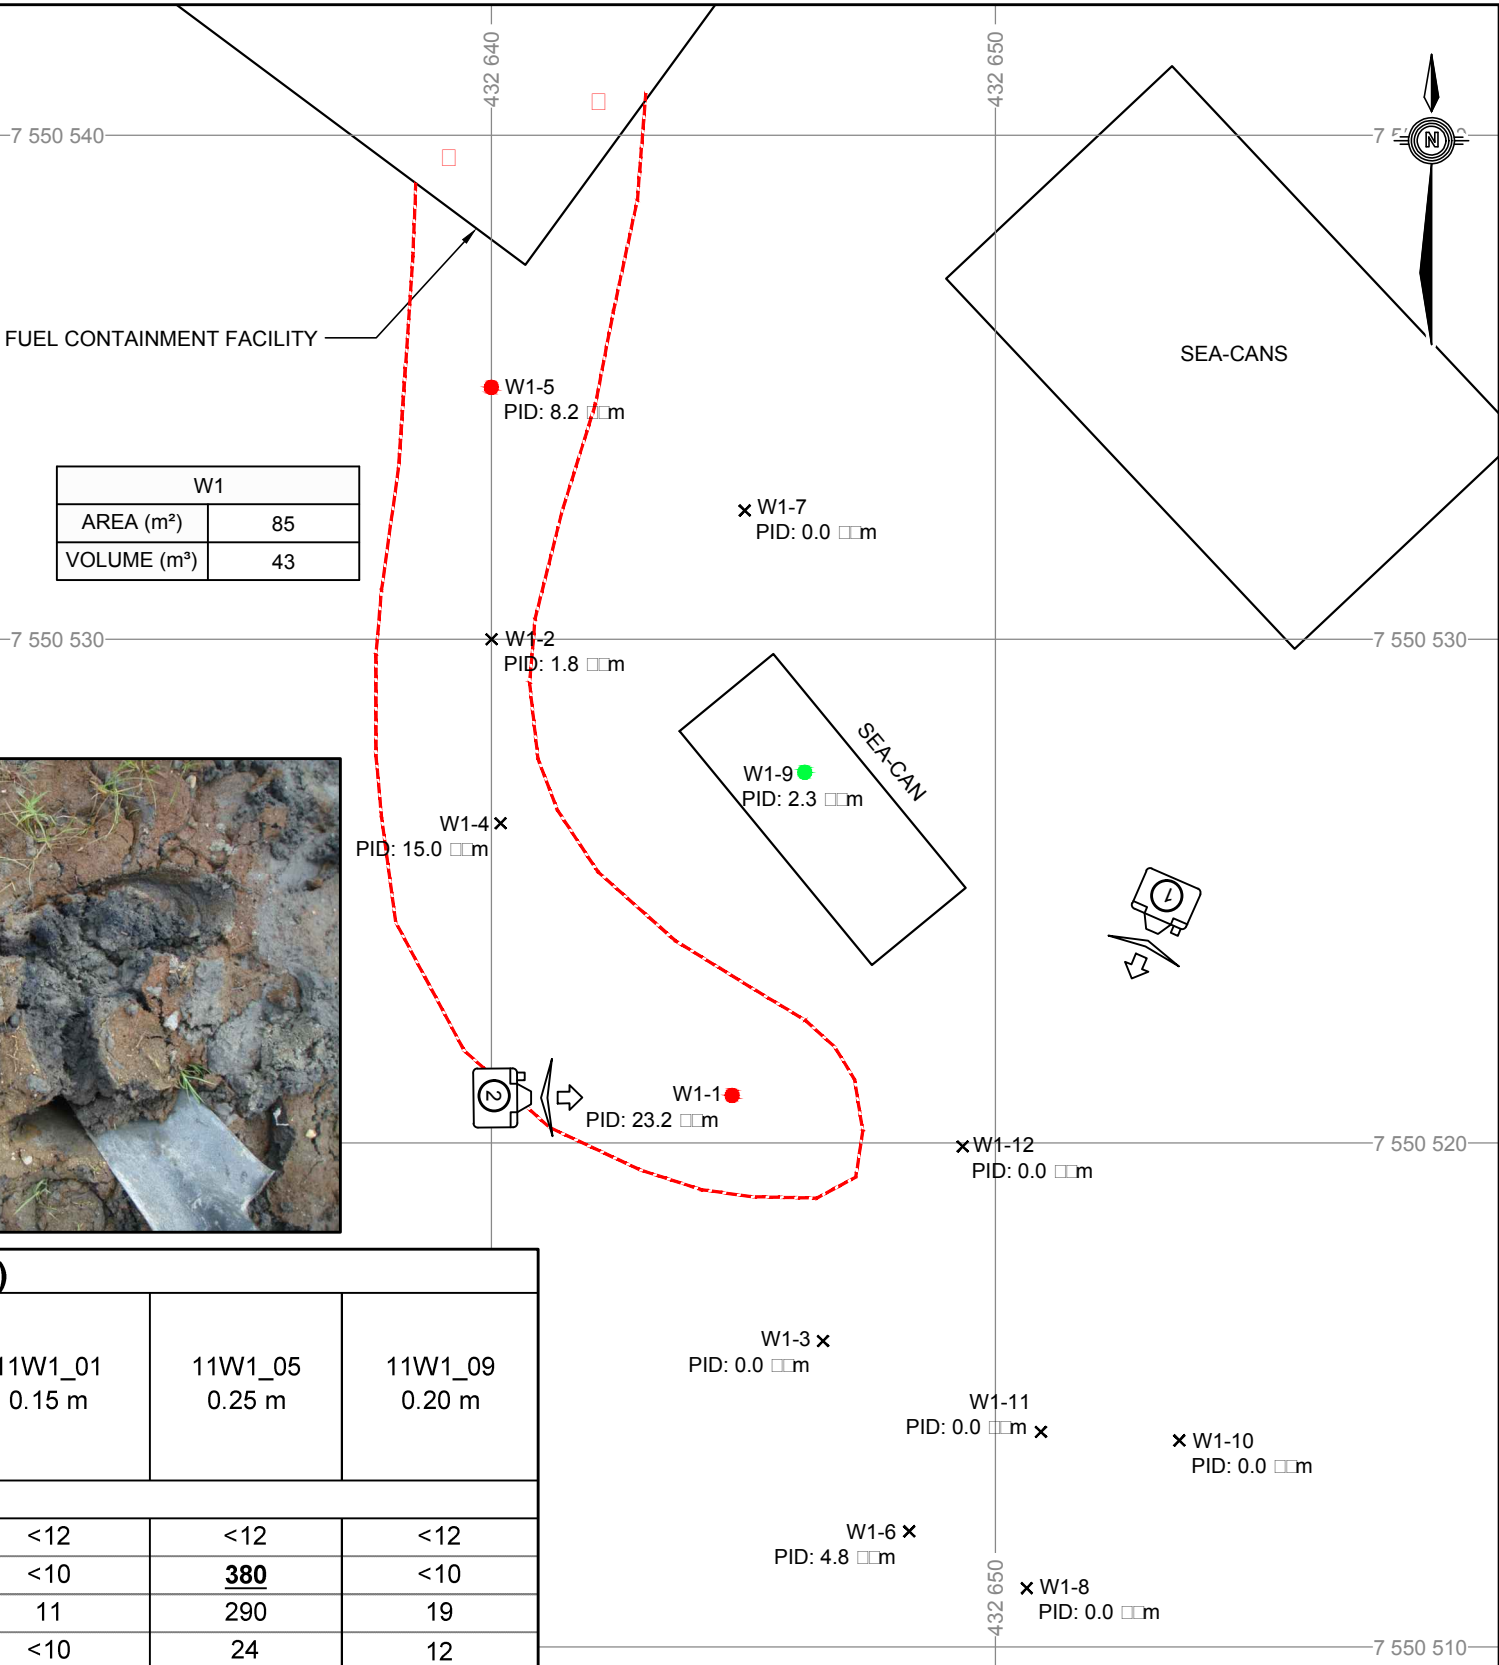 432 640
432 650
7 550 540
N
FUEL CONTAINMENT FACILITY
SEA-CANS
W1-5
PID: 8.2 □□m
W1
AREA (m²) 85
VOLUME (m³) 43
W1-7
PID: 0.0 □□m
7 550 530
7 550 530
W1-2
PID: 1.8 □□m
SEA-CAN
W1-9
PID: 2.3 □□m
W1-4
PID: 15.0 □□m
1
2
W1-1
PID: 23.2 □□m
7 550 520
W1-12
PID: 0.0 □□m
)
W1-3
PID: 0.0 □□m
11W1_01 11W1_05 11W1_09
0.15 m 0.25 m 0.20 m
W1-11
PID: 0.0 □□m
W1-10
PID: 0.0 □□m
<12 <12 <12
<10 380 <10
11 290 19
<10 24 12
W1-6
PID: 4.8 □□m
432 650
W1-8
PID: 0.0 □□m
7 550 510